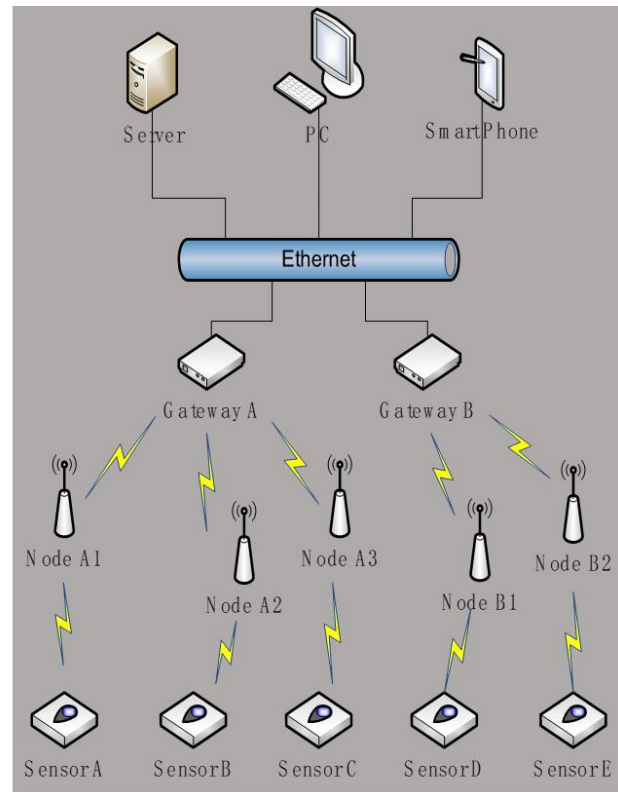 Server
PC
SmartPhone
Ethernet
Gateway A
Gateway B
Node A1
Node A2
Node A3
Node B1
Node B2
SensorA
SensorB
SensorC
SensorD
SensorE